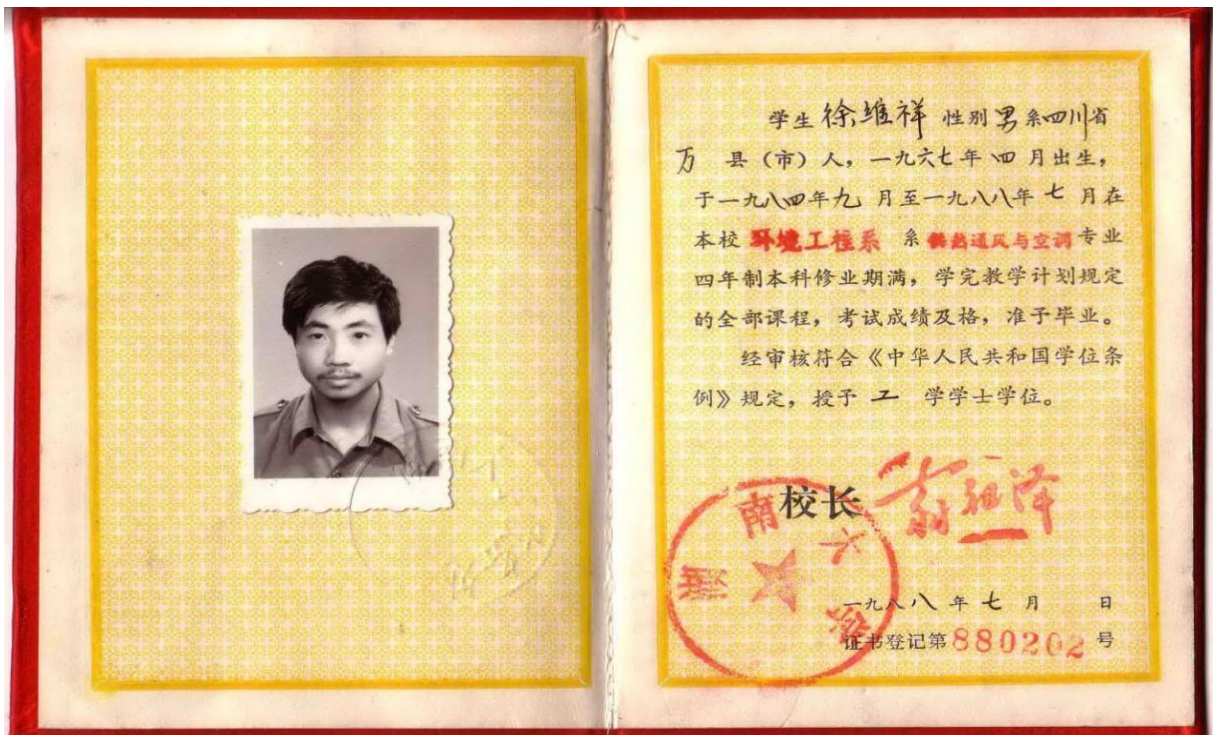 学生徐维祥 性别男系四川省
万 县（市）人，一九六七年四月出生，
于一九八四年九月至一九八八年七月在
本校 环境工程系 系 供热通风与空调专业
四年制本科修业期满，学完教学计划规定
的全部课程，考试成绩及格，准予毕业。
经审核符合《中华人民共和国学位条
例》规定，授予 工 学学士学位。
校长 翁祖泽
湖南大学
一九八八年七月 日
证书登记第880202号